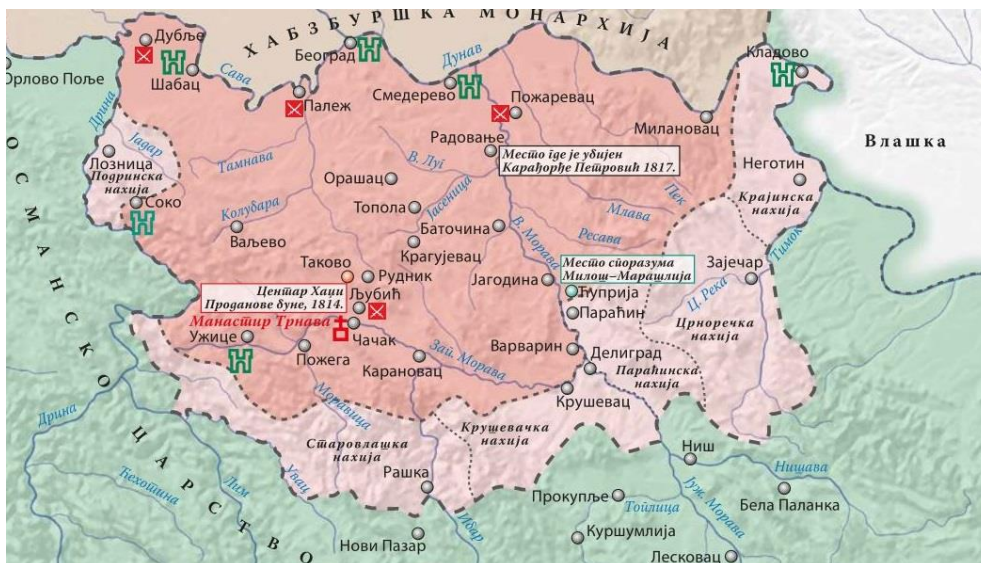 ХАБЗБУРШКА МОНАРХИЈА
Дубље
Шабац
Сава
Београд
Дунав
Смедерево
Кладово
Орлово Поље
Палеж
Пожаревац
Милановац
Влашка
Дрина
Јадар
Лозница
Подринска
нахија
Соко
Тамнава
Радовање
Место где је убијен
Карађорђе Петровић 1817.
Неготин
Крајинска
нахија
В. Луг
Орашац
Топола
Јасеница
Пек
Млава
Ресава
Колубара
Ваљево
Баточина
Крагујевац
В. Морава
Тимок
Таково
Рудник
Јагодина
Место споразума
Милош–Марашлија
Ћуприја
Зајечар
Ц. Река
Центар Хаџи
Проданове буне, 1814.
Љубић
Параћин
Црноречка
нахија
Манастир Трнава
Ужице
Чачак
Пожега
Зап. Морава
Карановац
Варварин
Делиград
Параћинска
нахија
Крушевац
Моравица
Старовлашка
нахија
Крушевачка
нахија
Дрина
Ћехотина
Лим
Увац
Рашка
Ибар
Ниш
Нишава
Бела Паланка
Прокупље
Топлица
Јуж. Морава
Нови Пазар
Куршумлија
Лесковац
ОСМАНСКО ЦАРСТВО